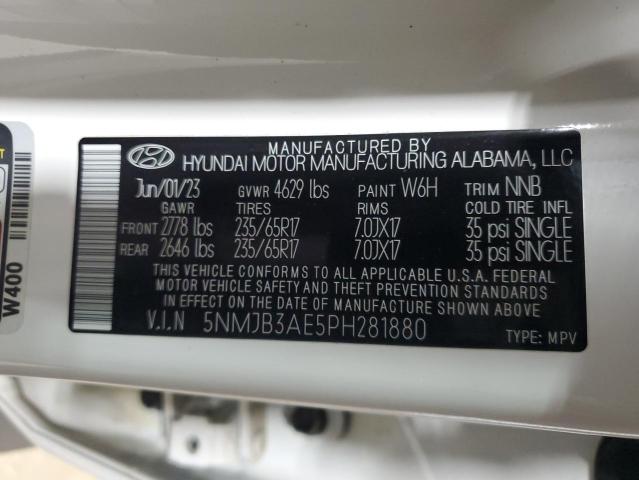 MANUFACTURED BY
HYUNDAI MOTOR MANUFACTURING ALABAMA, LLC
Jun/01/23 GVWR 4629 lbs PAINT W6H TRIM NNB
GAWR TIRES RIMS COLD TIRE INFL
FRONT 2778 lbs 235/65R17 7.0JX17 35 psi SINGLE
REAR 2646 lbs 235/65R17 7.0JX17 35 psi SINGLE
THIS VEHICLE CONFORMS TO ALL APPLICABLE U.S.A. FEDERAL
MOTOR VEHICLE SAFETY AND THEFT PREVENTION STANDARDS
IN EFFECT ON THE DATE OF MANUFACTURE SHOWN ABOVE.
V.I.N 5NMJB3AE5PH281880
TYPE: MPV
W400